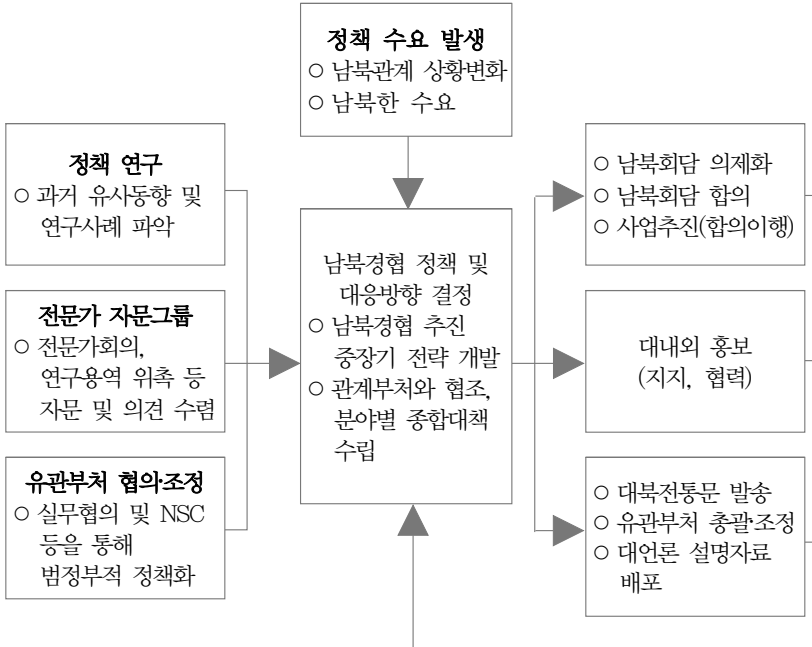 정책 수요 발생
○ 남북관계 상황변화
○ 남북한 수요
정책 연구
○ 과거 유사동향 및
연구사례 파악
전문가 자문그룹
○ 전문가회의,
연구용역 위촉 등
자문 및 의견 수렴
유관부처 협의·조정
○ 실무협의 및 NSC
등을 통해
범정부적 정책화
남북경협 정책 및
대응방향 결정
○ 남북경협 추진
중장기 전략 개발
○ 관계부처와 협조,
분야별 종합대책
수립
○ 남북회담 의제화
○ 남북회담 합의
○ 사업추진(합의이행)
대내외 홍보
(지지, 협력)
○ 대북전통문 발송
○ 유관부처 총괄·조정
○ 대언론 설명자료
배포